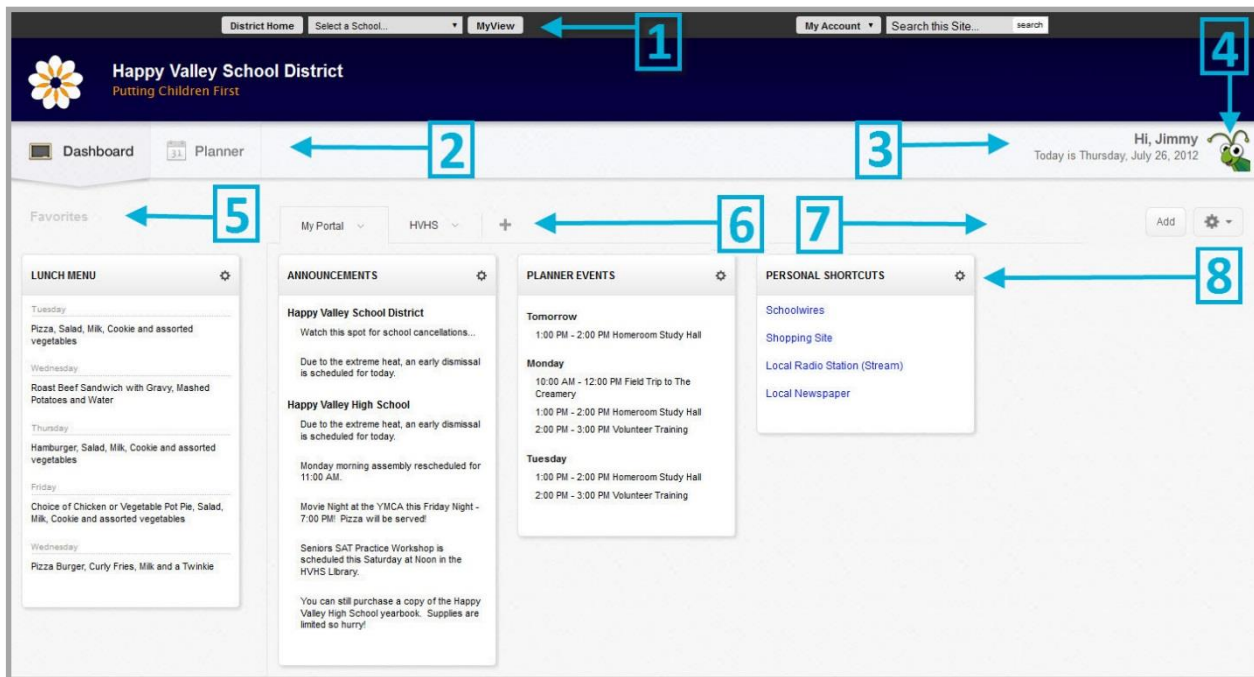 District Home Select a School... MyView My Account Search this Site... search
1
4
Happy Valley School District
Putting Children First
Dashboard 31 Planner
2
3
Hi, Jimmy
Today is Thursday, July 26, 2012
Favorites
5
My Portal HVHS +
6
7
Add
8
LUNCH MENU
Tuesday
Pizza, Salad, Milk, Cookie and assorted
vegetables
Wednesday
Roast Beef Sandwich with Gravy, Mashed
Potatoes and Water
Thursday
Hamburger, Salad, Milk, Cookie and assorted
vegetables
Friday
Choice of Chicken or Vegetable Pot Pie, Salad,
Milk, Cookie and assorted vegetables
Wednesday
Pizza Burger, Curly Fries, Milk and a Twinkie
ANNOUNCEMENTS
Happy Valley School District
Watch this spot for school cancellations...
Due to the extreme heat, an early dismissal
is scheduled for today.
Happy Valley High School
Due to the extreme heat, an early dismissal
is scheduled for today.
Monday morning assembly rescheduled for
11:00 AM.
Movie Night at the YMCA this Friday Night -
7:00 PM! Pizza will be served!
Seniors SAT Practice Workshop is
scheduled this Saturday at Noon in the
HVHS Library.
You can still purchase a copy of the Happy
Valley High School yearbook. Supplies are
limited so hurry!
PLANNER EVENTS
Tomorrow
1:00 PM - 2:00 PM Homeroom Study Hall
Monday
10:00 AM - 12:00 PM Field Trip to The
Creamery
1:00 PM - 2:00 PM Homeroom Study Hall
2:00 PM - 3:00 PM Volunteer Training
Tuesday
1:00 PM - 2:00 PM Homeroom Study Hall
2:00 PM - 3:00 PM Volunteer Training
PERSONAL SHORTCUTS
Schoolwires
Shopping Site
Local Radio Station (Stream)
Local Newspaper